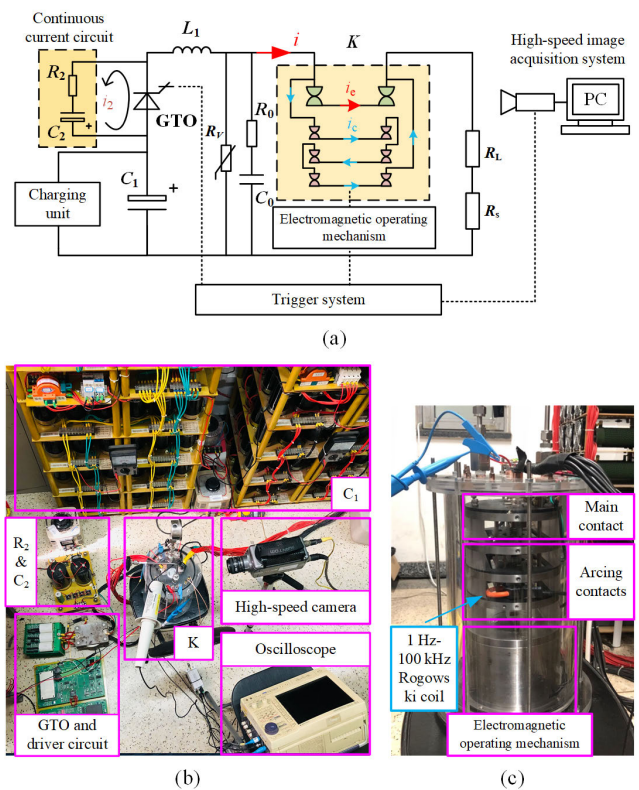 Continuous
current circuit
R2
C2
i2
GTO
L1
i
K
RV
R0
C0
ie
ic
RL
Rs
High-speed image
acquisition system
PC
Charging
unit
C1
+
+
Electromagnetic operating
mechanism
Trigger system
(a)
C1
R2
&
C2
K
High-speed camera
GTO and
driver circuit
Oscilloscope
(b)
Main
contact
Arcing
contacts
1 Hz-
100 kHz
Rogows
ki coil
Electromagnetic
operating mechanism
(c)